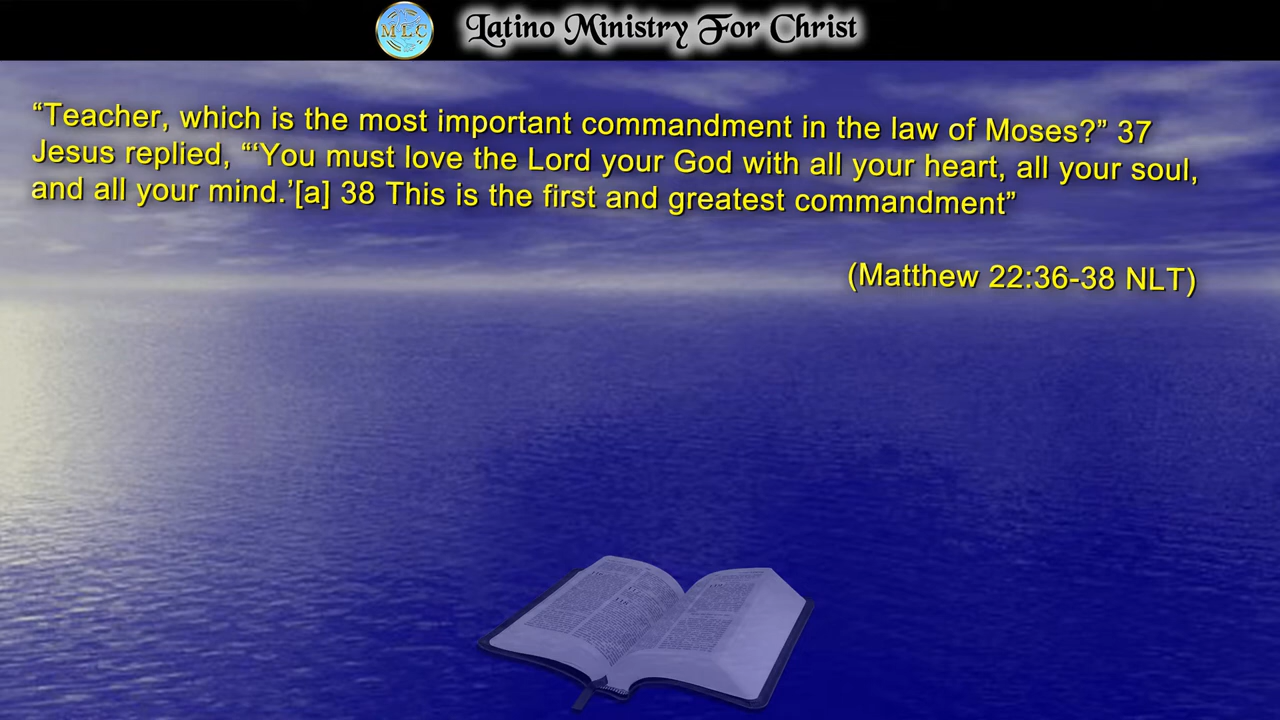 MLC
Latino Ministry For Christ
“Teacher, which is the most important commandment in the law of Moses?” 37
Jesus replied, “‘You must love the Lord your God with all your heart, all your soul,
and all your mind.’[a] 38 This is the first and greatest commandment”
(Matthew 22:36-38 NLT)